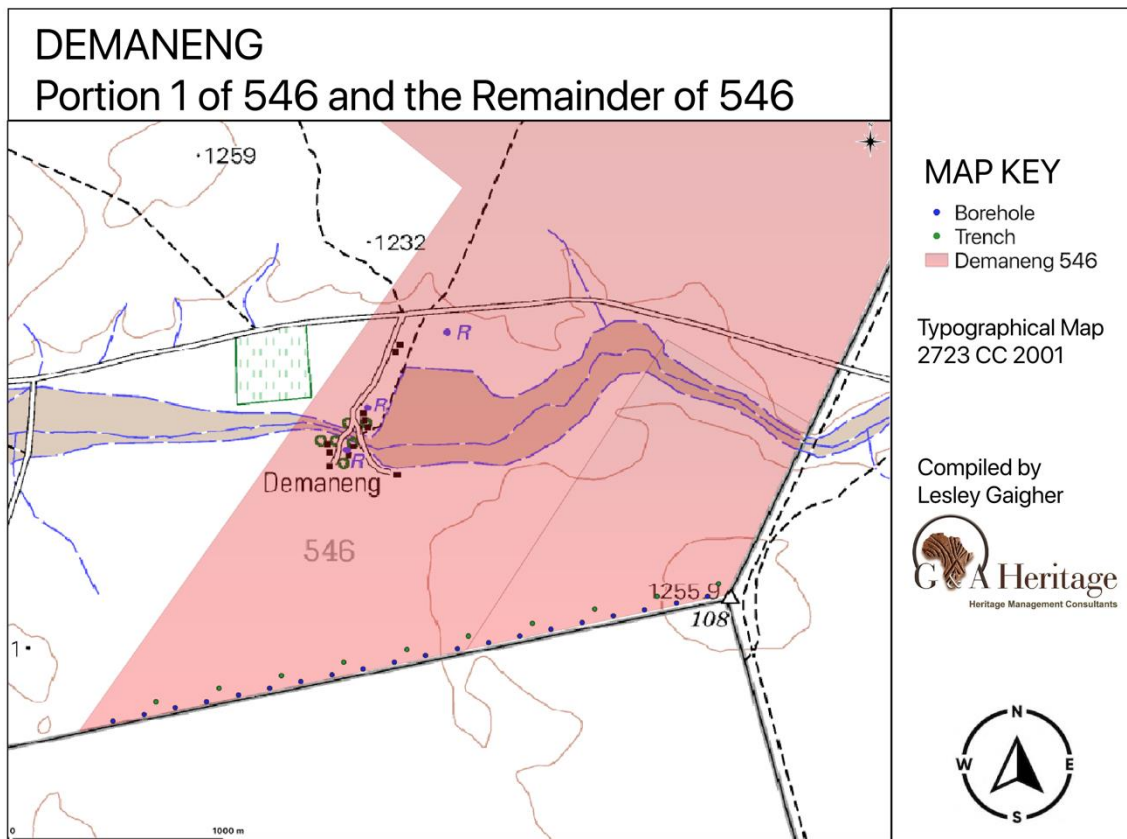 DEMANENG
Portion 1 of 546 and the Remainder of 546
1259
1232
R
R
R
Demaneng
546
1255.9
108
1
0 1000 m
MAP KEY
Borehole
Trench
Demaneng 546
Typographical Map
2723 CC 2001
Compiled by
Lesley Gaigher
G & A Heritage
Heritage Management Consultants
N
W E
S